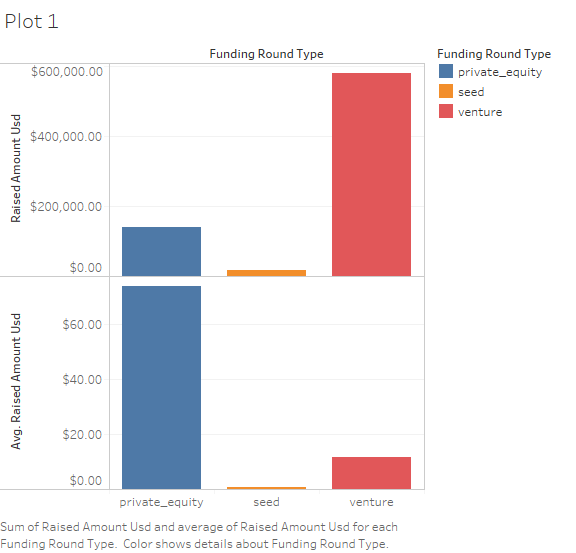 Plot 1
Funding Round Type
Funding Round Type
private_equity
seed
venture
Raised Amount Usd
$600,000.00
$400,000.00
$200,000.00
$0.00
Avg. Raised Amount Usd
$60.00
$40.00
$20.00
$0.00
private_equity seed venture
Sum of Raised Amount Usd and average of Raised Amount Usd for each
Funding Round Type. Color shows details about Funding Round Type.